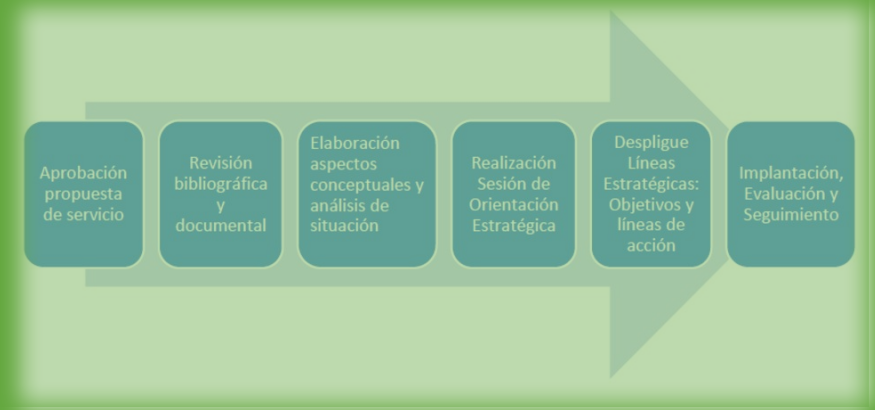 Aprobación
propuesta
de servicio
Revisión
bibliográfica
y
documental
Elaboración
aspectos
conceptuales y
análisis de
situación
Realización
Sesión de
Orientación
Estratégica
Despligue
Líneas
Estratégicas:
Objetivos y
líneas de
acción
Implantación,
Evaluación y
Seguimiento